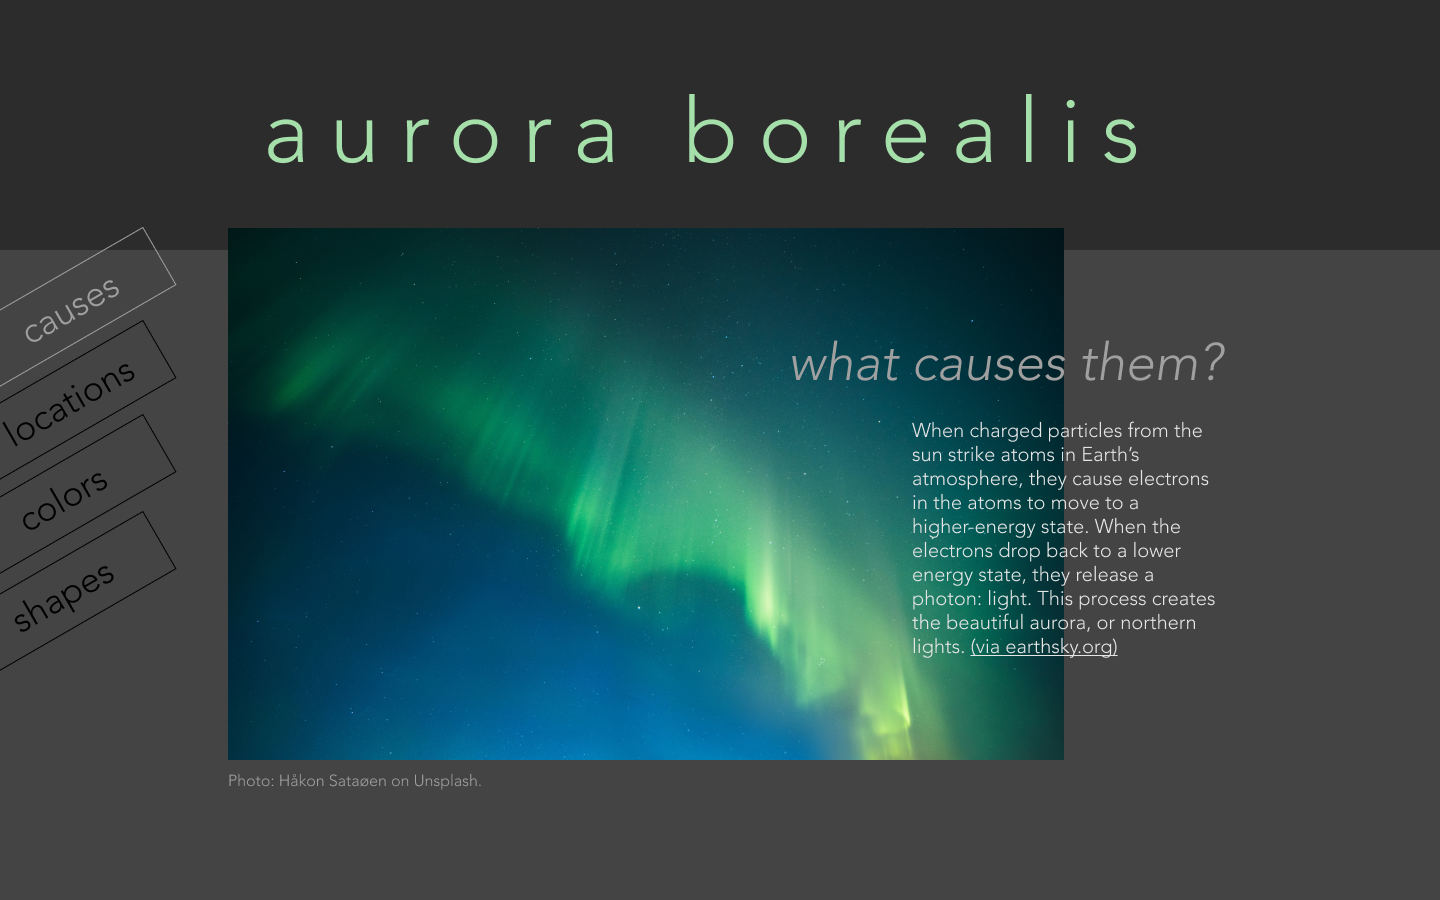 aurora borealis
causes
locations
colors
shapes
what causes them?
When charged particles from the
sun strike atoms in Earth’s
atmosphere, they cause electrons
in the atoms to move to a
higher-energy state. When the
electrons drop back to a lower
energy state, they release a
photon: light. This process creates
the beautiful aurora, or northern
lights. (via earthsky.org)
Photo: Håkon Sataøen on Unsplash.